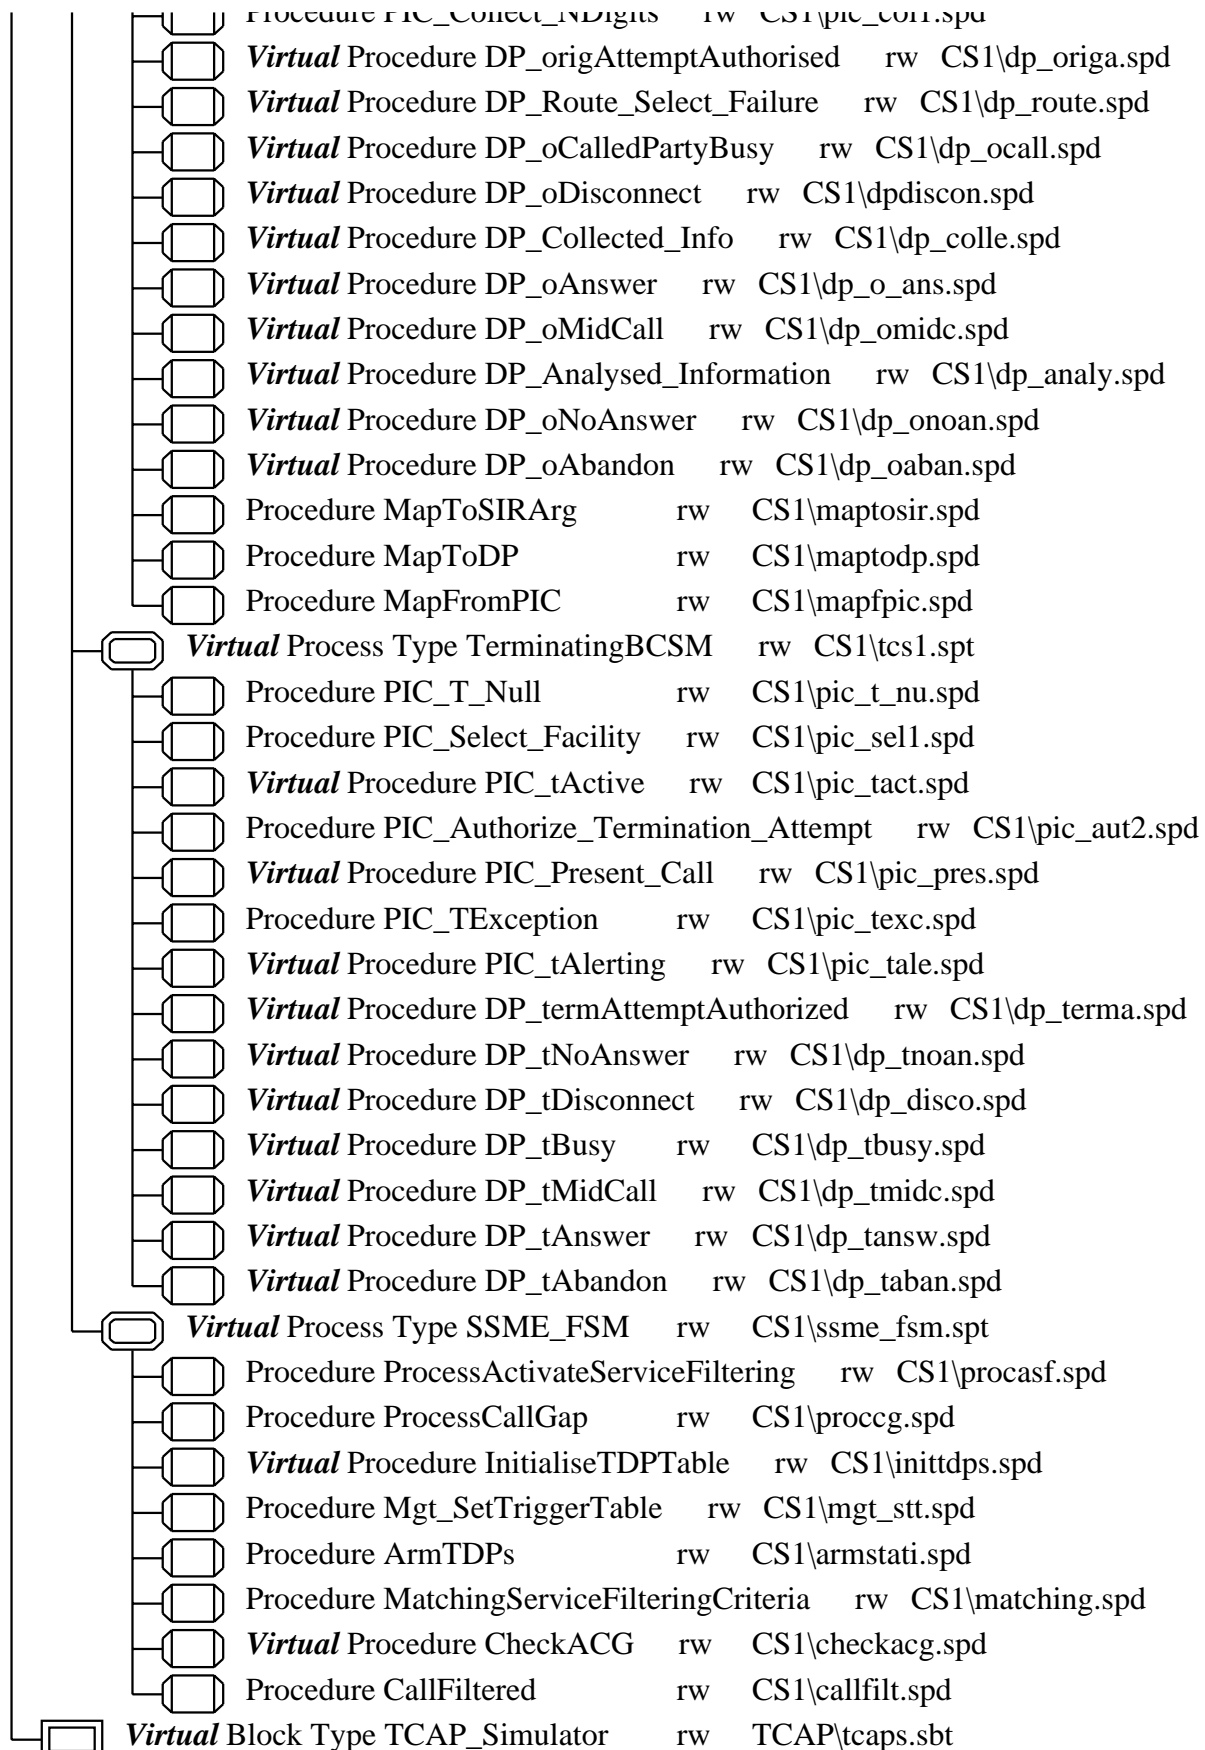 Procedure PIC_Collect_NDigits rw CS1\pic_col1.spd
Virtual Procedure DP_origAttemptAuthorised rw CS1\dp_origa.spd
Virtual Procedure DP_Route_Select_Failure rw CS1\dp_route.spd
Virtual Procedure DP_oCalledPartyBusy rw CS1\dp_ocall.spd
Virtual Procedure DP_oDisconnect rw CS1\dpdiscon.spd
Virtual Procedure DP_Collected_Info rw CS1\dp_colle.spd
Virtual Procedure DP_oAnswer rw CS1\dp_o_ans.spd
Virtual Procedure DP_oMidCall rw CS1\dp_omidc.spd
Virtual Procedure DP_Analysed_Information rw CS1\dp_analy.spd
Virtual Procedure DP_oNoAnswer rw CS1\dp_onoan.spd
Virtual Procedure DP_oAbandon rw CS1\dp_oaban.spd
Procedure MapToSIRArg rw CS1\maptosir.spd
Procedure MapToDP rw CS1\maptodp.spd
Procedure MapFromPIC rw CS1\mapfpic.spd
Virtual Process Type TerminatingBCSM rw CS1\tcs1.spt
Procedure PIC_T_Null rw CS1\pic_t_nu.spd
Procedure PIC_Select_Facility rw CS1\pic_sel1.spd
Virtual Procedure PIC_tActive rw CS1\pic_tact.spd
Procedure PIC_Authorize_Termination_Attempt rw CS1\pic_aut2.spd
Virtual Procedure PIC_Present_Call rw CS1\pic_pres.spd
Procedure PIC_TException rw CS1\pic_texc.spd
Virtual Procedure PIC_tAlerting rw CS1\pic_tale.spd
Virtual Procedure DP_termAttemptAuthorized rw CS1\dp_terma.spd
Virtual Procedure DP_tNoAnswer rw CS1\dp_tnoan.spd
Virtual Procedure DP_tDisconnect rw CS1\dp_disco.spd
Virtual Procedure DP_tBusy rw CS1\dp_tbusy.spd
Virtual Procedure DP_tMidCall rw CS1\dp_tmidc.spd
Virtual Procedure DP_tAnswer rw CS1\dp_tansw.spd
Virtual Procedure DP_tAbandon rw CS1\dp_taban.spd
Virtual Process Type SSME_FSM rw CS1\ssme_fsm.spt
Procedure ProcessActivateServiceFiltering rw CS1\procasf.spd
Procedure ProcessCallGap rw CS1\proccg.spd
Virtual Procedure InitialiseTDPTable rw CS1\inittdps.spd
Procedure Mgt_SetTriggerTable rw CS1\mgt_stt.spd
Procedure ArmTDPs rw CS1\armstati.spd
Procedure MatchingServiceFilteringCriteria rw CS1\matching.spd
Virtual Procedure CheckACG rw CS1\checkacg.spd
Procedure CallFiltered rw CS1\callfilt.spd
Virtual Block Type TCAP_Simulator rw TCAP\tcaps.sbt